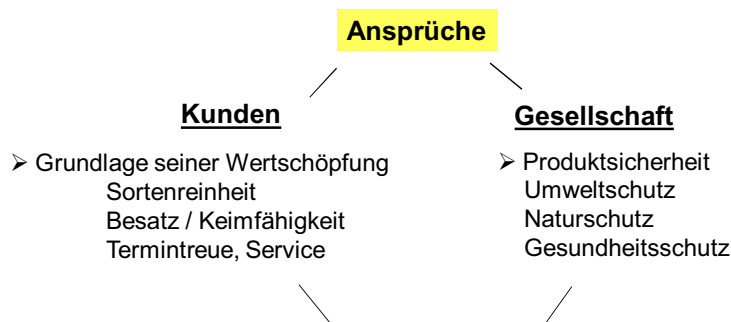 Ansprüche
Kunden
➢ Grundlage seiner Wertschöpfung
Sortenreinheit
Besatz / Keimfähigkeit
Termintreue, Service
Gesellschaft
➢ Produktsicherheit
Umweltschutz
Naturschutz
Gesundheitsschutz